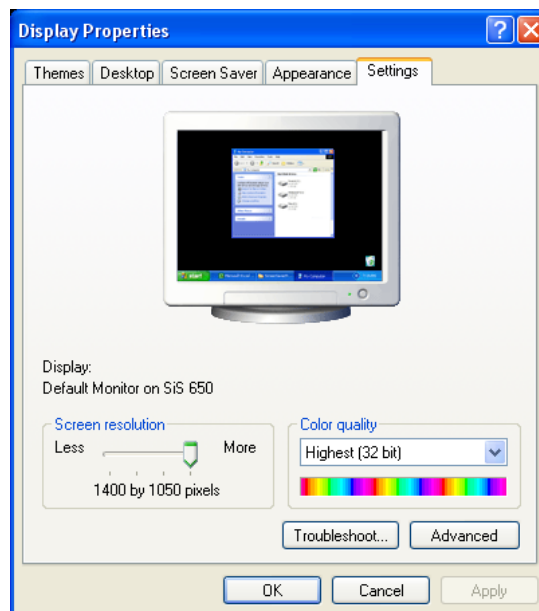 Display Properties
Themes Desktop Screen Saver Appearance Settings
start
Display:
Default Monitor on SiS 650
Screen resolution
Less More
1400 by 1050 pixels
Color quality
Highest (32 bit)
Troubleshoot... Advanced
OK Cancel Apply